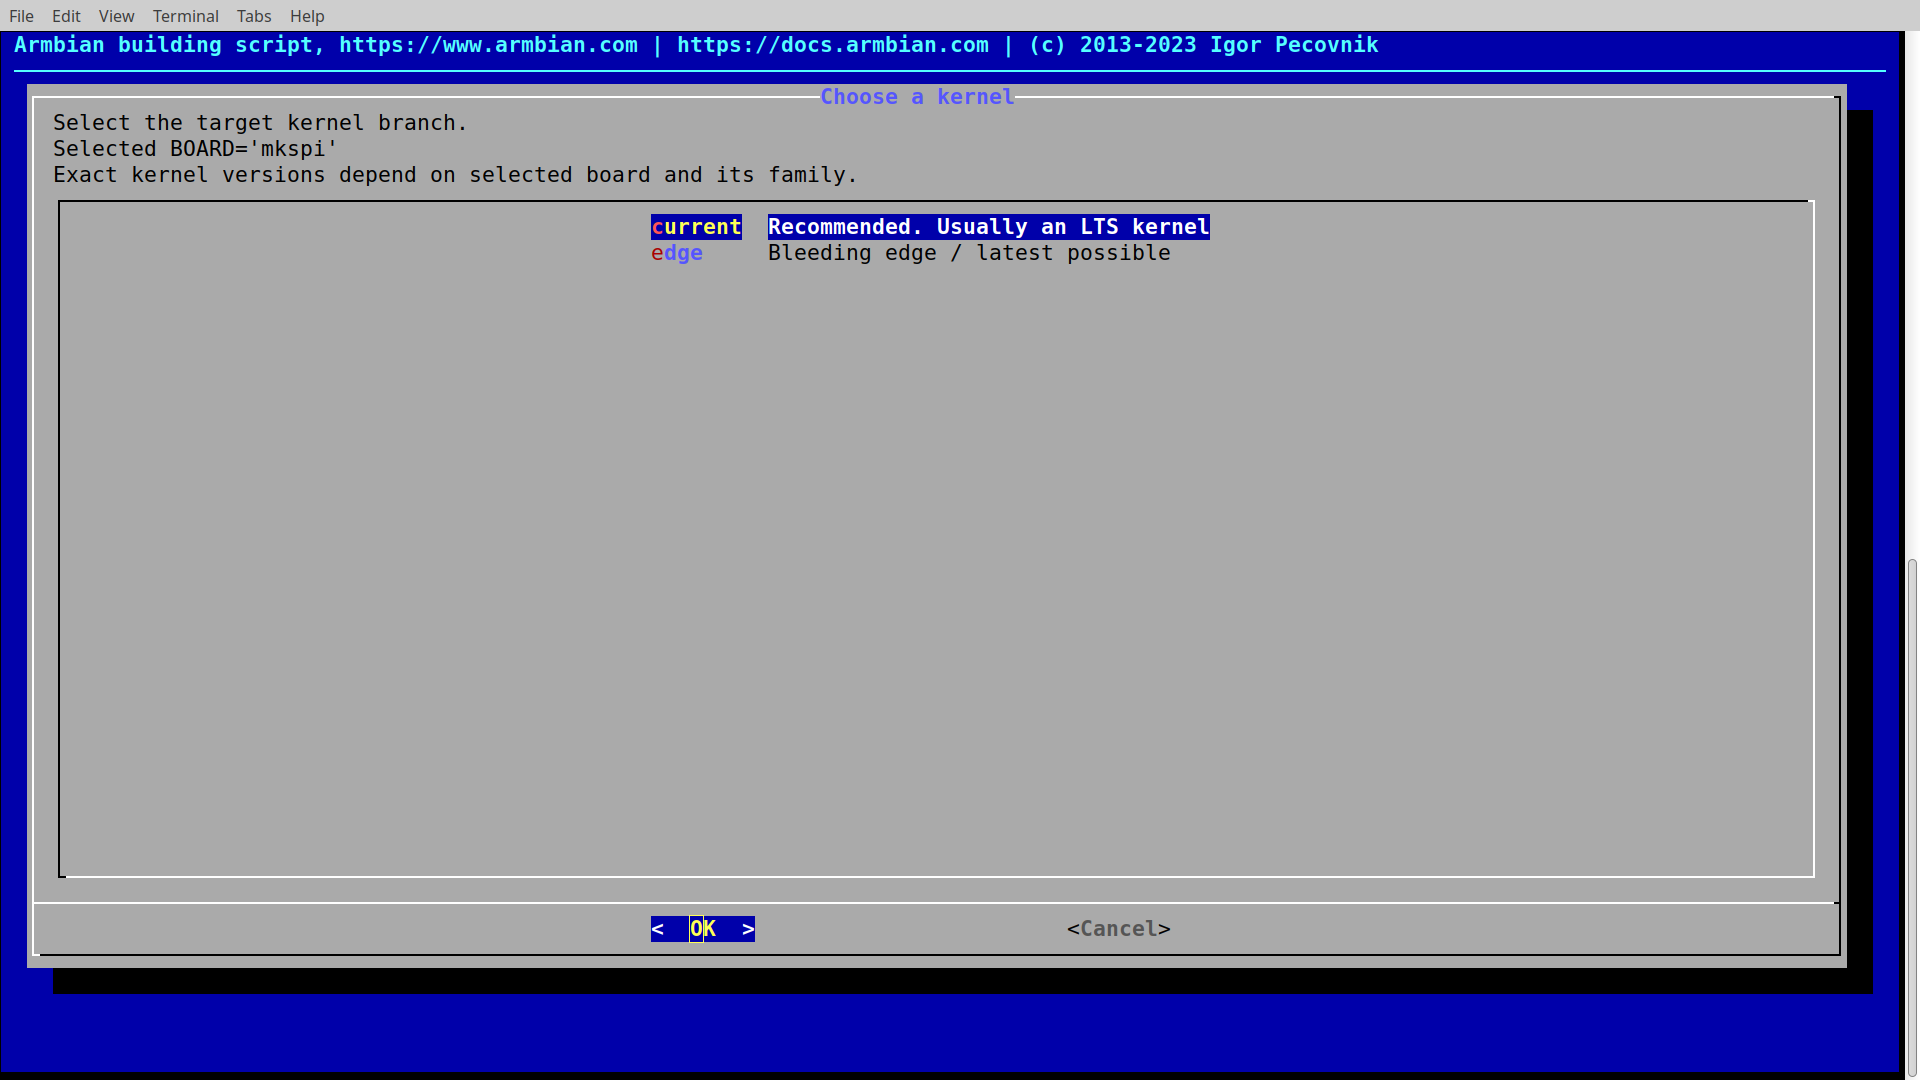 File Edit View Terminal Tabs Help
Armbian building script, https://www.armbian.com | https://docs.armbian.com | (c) 2013-2023 Igor Pecovnik
Choose a kernel
Select the target kernel branch.
Selected BOARD='mkspi'
Exact kernel versions depend on selected board and its family.
current Recommended. Usually an LTS kernel
edge Bleeding edge / latest possible
< OK > <Cancel>